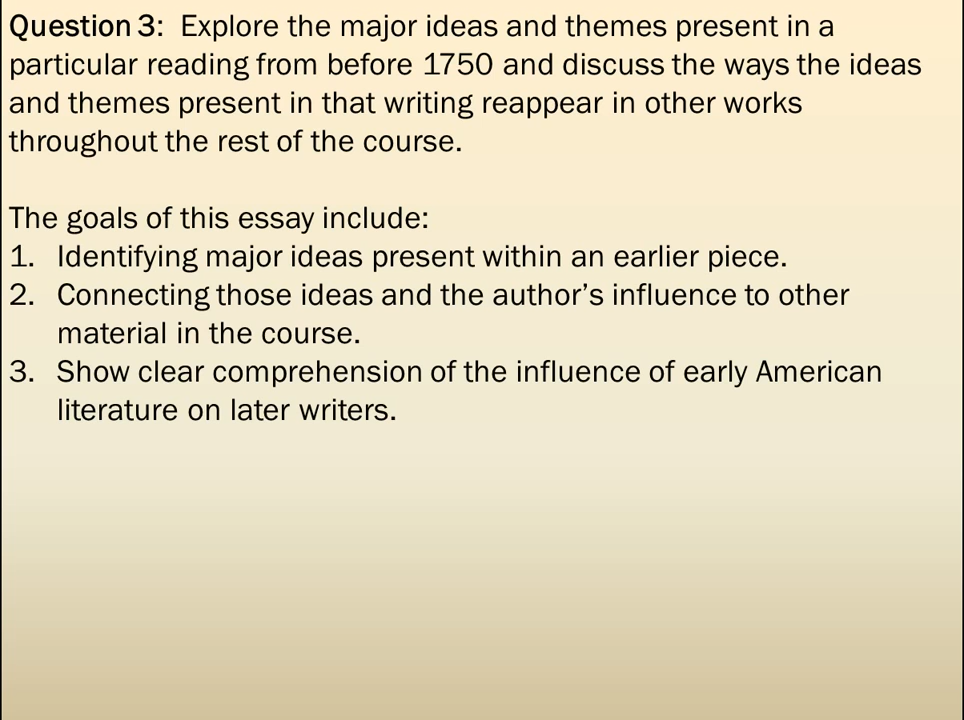 Question 3:  Explore the major ideas and themes present in a
particular reading from before 1750 and discuss the ways the ideas
and themes present in that writing reappear in other works
throughout the rest of the course.
The goals of this essay include:
1. Identifying major ideas present within an earlier piece.
2. Connecting those ideas and the author’s influence to other
material in the course.
3. Show clear comprehension of the influence of early American
literature on later writers.